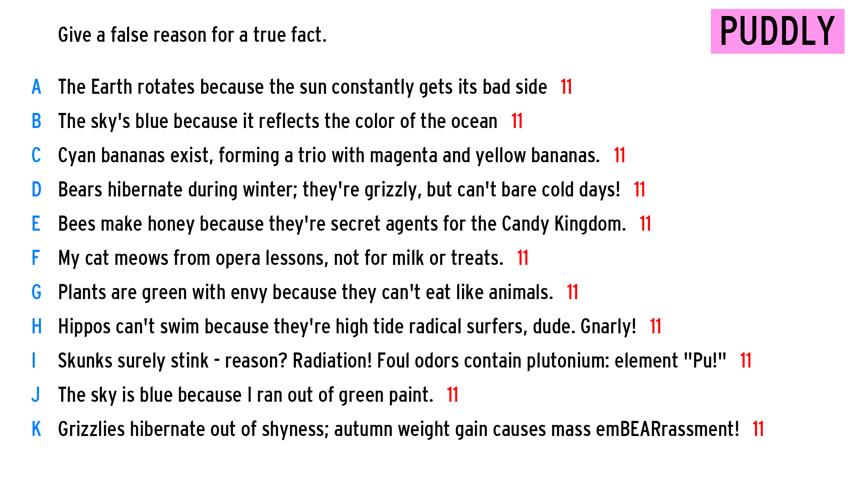 Give a false reason for a true fact.
PUDDLY
A The Earth rotates because the sun constantly gets its bad side 11
B The sky's blue because it reflects the color of the ocean 11
C Cyan bananas exist, forming a trio with magenta and yellow bananas. 11
D Bears hibernate during winter; they're grizzly, but can't bare cold days! 11
E Bees make honey because they're secret agents for the Candy Kingdom. 11
F My cat meows from opera lessons, not for milk or treats. 11
G Plants are green with envy because they can't eat like animals. 11
H Hippos can't swim because they're high tide radical surfers, dude. Gnarly! 11
I Skunks surely stink - reason? Radiation! Foul odors contain plutonium: element "Pu!" 11
J The sky is blue because I ran out of green paint. 11
K Grizzlies hibernate out of shyness; autumn weight gain causes mass emBEARrassment! 11